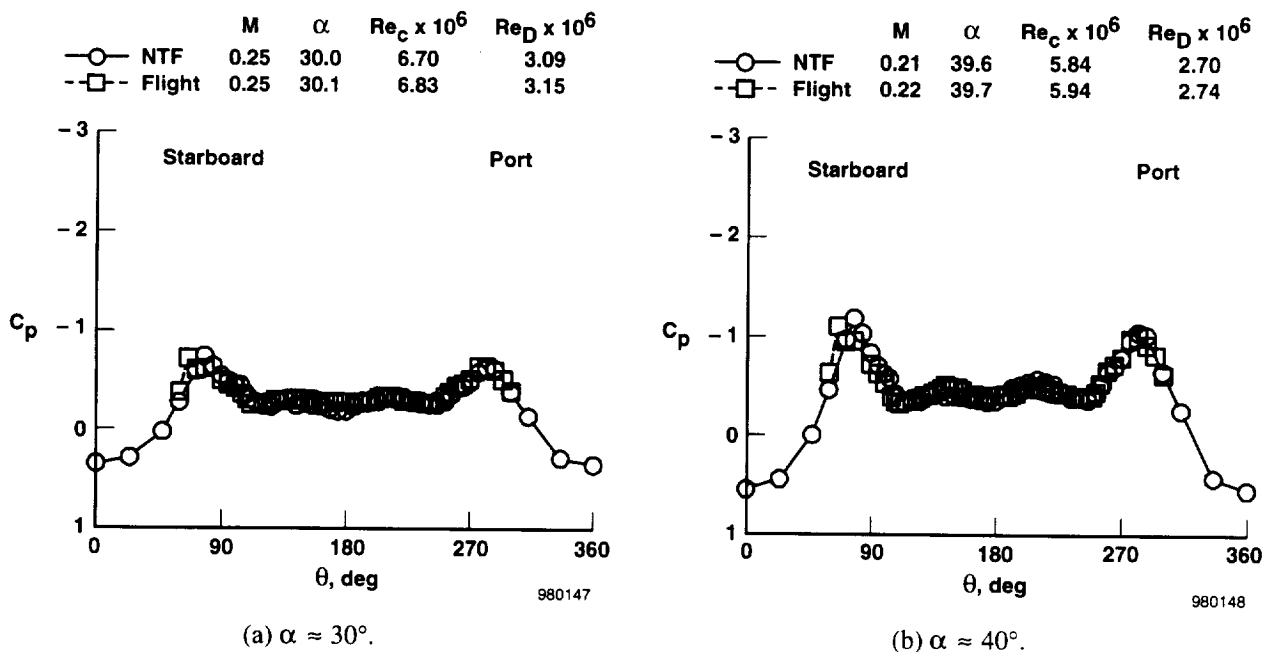 M α Re_c x 10^6 Re_D x 10^6
NTF 0.25 30.0 6.70 3.09
Flight 0.25 30.1 6.83 3.15
− 3
Starboard Port
− 2
C_p
− 1
0
1
0 90 180 270 360
θ, deg
980147
(a) α ≈ 30°.
M α Re_c x 10^6 Re_D x 10^6
NTF 0.21 39.6 5.84 2.70
Flight 0.22 39.7 5.94 2.74
− 3
Starboard Port
− 2
C_p
− 1
0
1
0 90 180 270 360
θ, deg
980148
(b) α ≈ 40°.